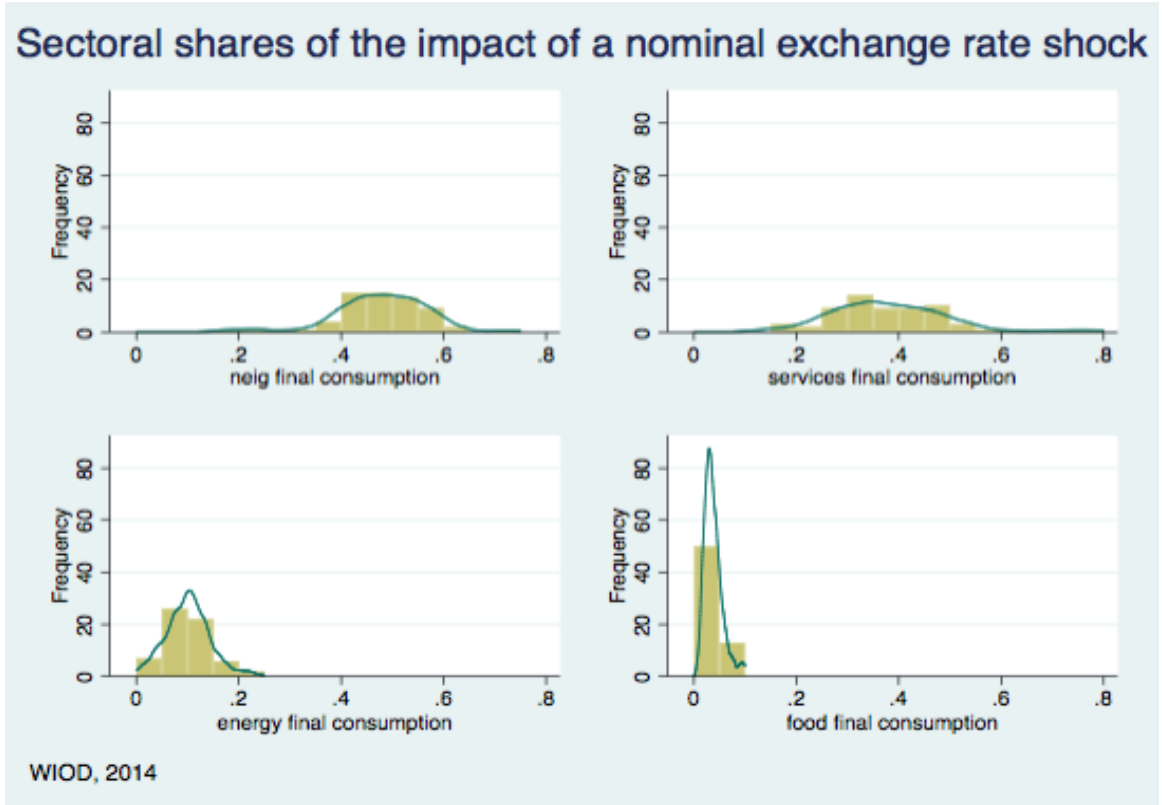 Sectoral shares of the impact of a nominal exchange rate shock
Frequency
0 20 40 60 80
0 .2 .4 .6 .8
neig final consumption
Frequency
0 20 40 60 80
0 .2 .4 .6 .8
services final consumption
Frequency
0 20 40 60 80
0 .2 .4 .6 .8
energy final consumption
Frequency
0 20 40 60 80
0 .2 .4 .6 .8
food final consumption
WIOD, 2014